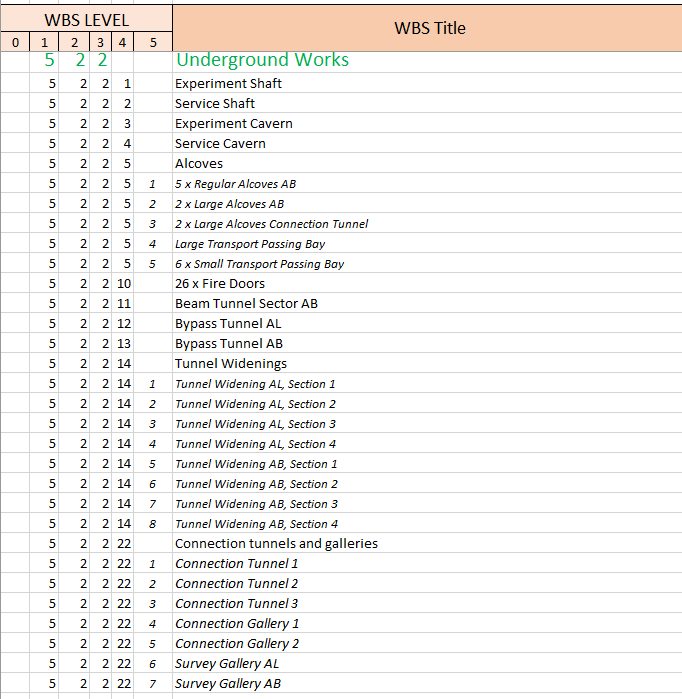 WBS LEVEL WBS Title
0 1 2 3 4 5
5 2 2 Underground Works
5 2 2 1 Experiment Shaft
5 2 2 2 Service Shaft
5 2 2 3 Experiment Cavern
5 2 2 4 Service Cavern
5 2 2 5 Alcoves
5 2 2 5 1 5 x Regular Alcoves AB
5 2 2 5 2 2 x Large Alcoves AB
5 2 2 5 3 2 x Large Alcoves Connection Tunnel
5 2 2 5 4 Large Transport Passing Bay
5 2 2 5 5 6 x Small Transport Passing Bay
5 2 2 10 26 x Fire Doors
5 2 2 11 Beam Tunnel Sector AB
5 2 2 12 Bypass Tunnel AL
5 2 2 13 Bypass Tunnel AB
5 2 2 14 Tunnel Widenings
5 2 2 14 1 Tunnel Widening AL, Section 1
5 2 2 14 2 Tunnel Widening AL, Section 2
5 2 2 14 3 Tunnel Widening AL, Section 3
5 2 2 14 4 Tunnel Widening AL, Section 4
5 2 2 14 5 Tunnel Widening AB, Section 1
5 2 2 14 6 Tunnel Widening AB, Section 2
5 2 2 14 7 Tunnel Widening AB, Section 3
5 2 2 14 8 Tunnel Widening AB, Section 4
5 2 2 22 Connection tunnels and galleries
5 2 2 22 1 Connection Tunnel 1
5 2 2 22 2 Connection Tunnel 2
5 2 2 22 3 Connection Tunnel 3
5 2 2 22 4 Connection Gallery 1
5 2 2 22 5 Connection Gallery 2
5 2 2 22 6 Survey Gallery AL
5 2 2 22 7 Survey Gallery AB